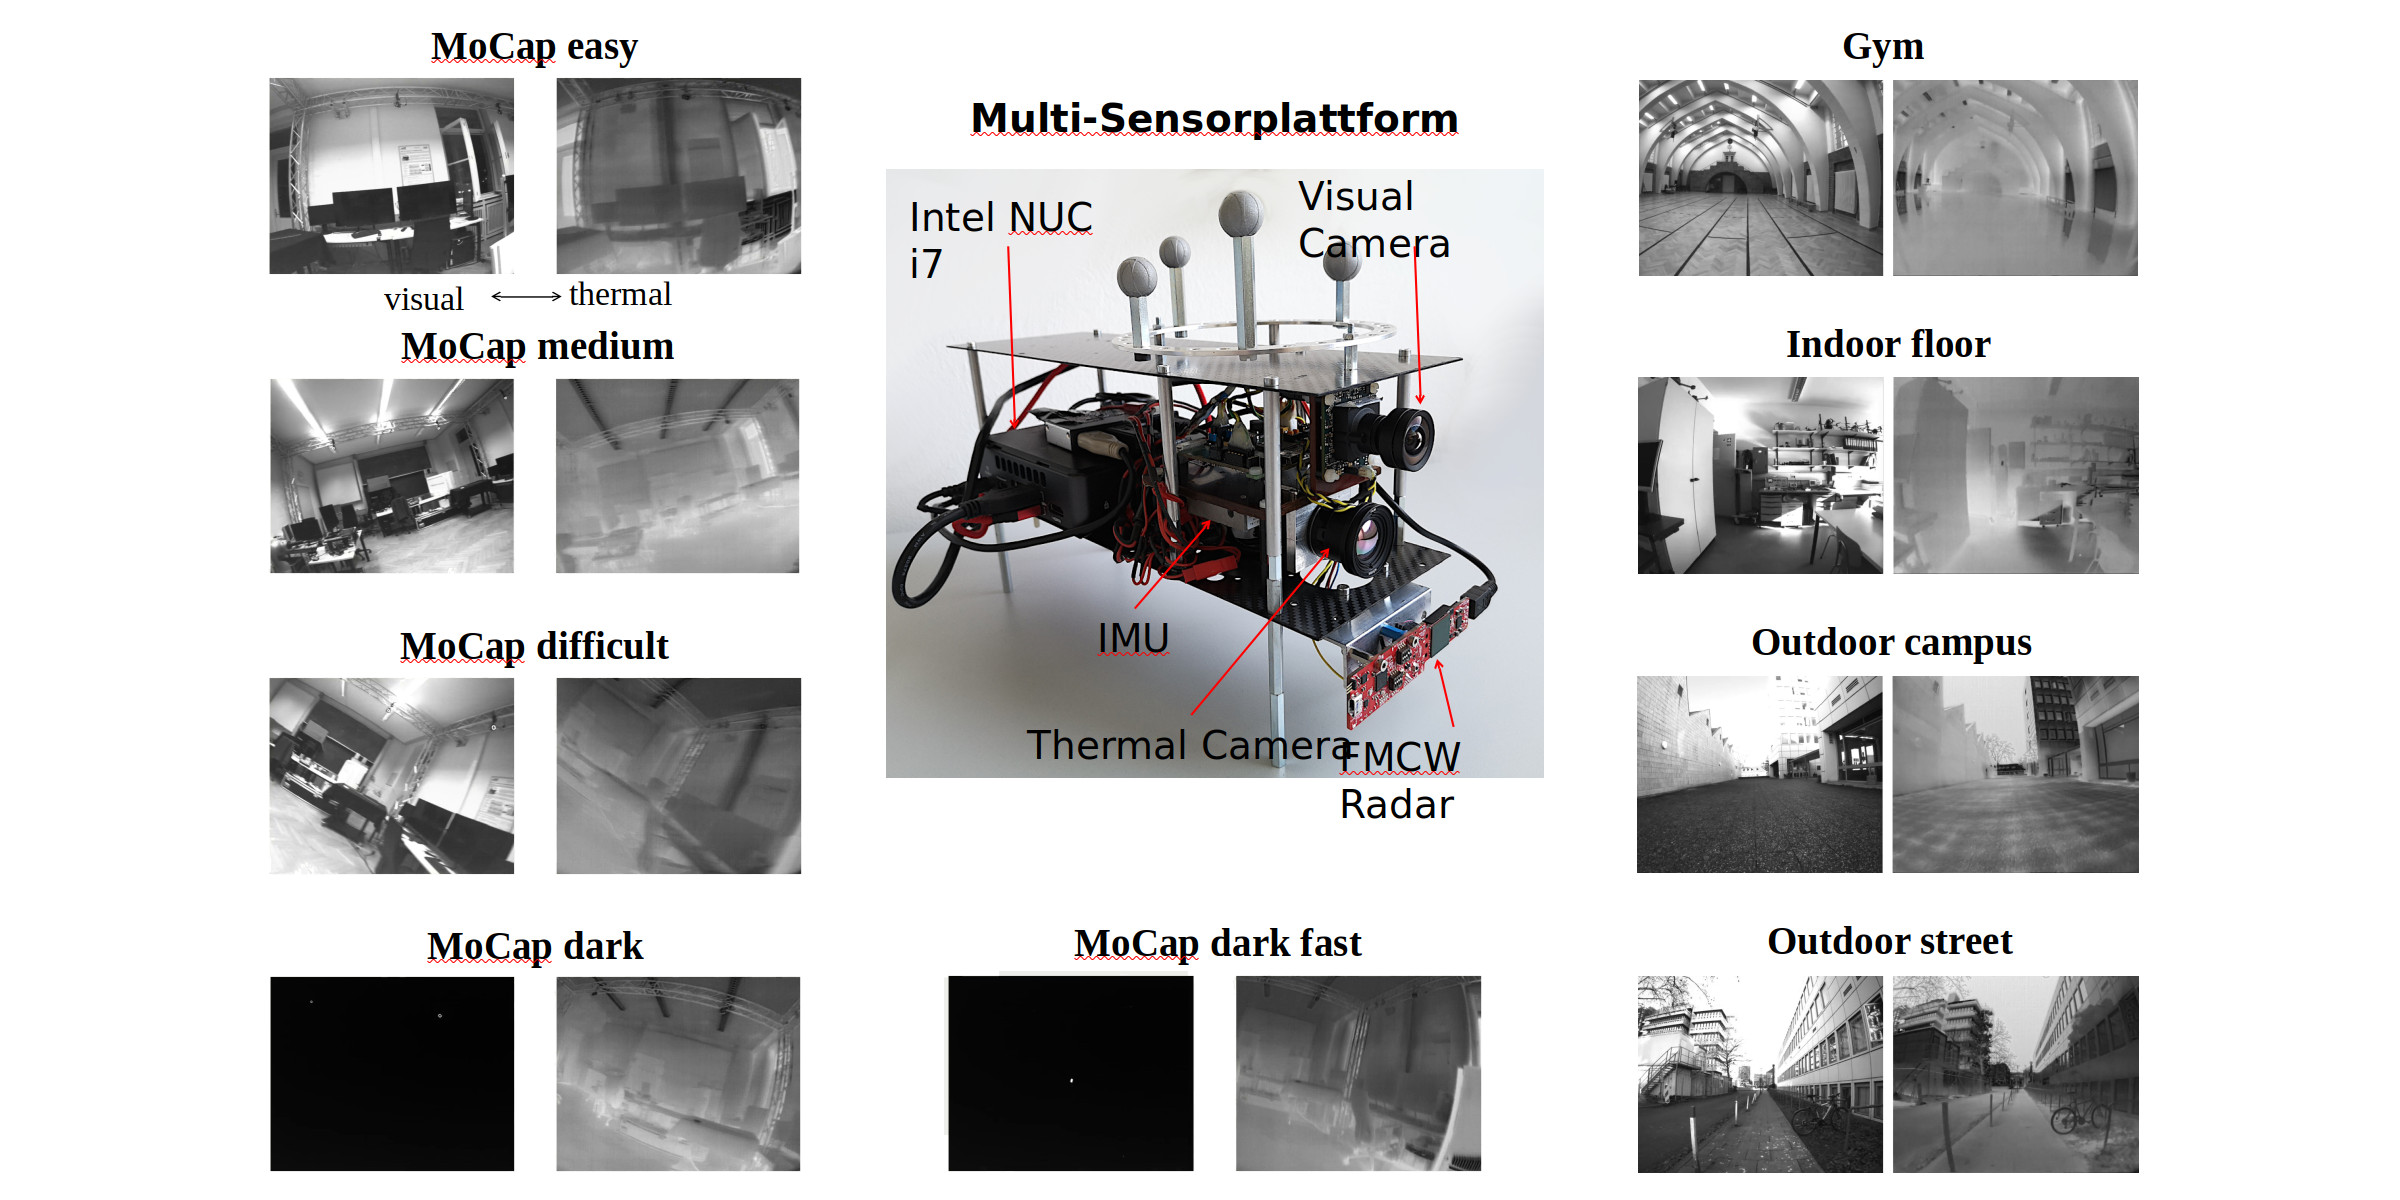 MoCap easy
visual
thermal
MoCap medium
MoCap difficult
MoCap dark
Multi-Sensorplattform
Intel NUC
i7
Visual
Camera
IMU
Thermal Camera
FMCW
Radar
MoCap dark fast
Gym
Indoor floor
Outdoor campus
Outdoor street